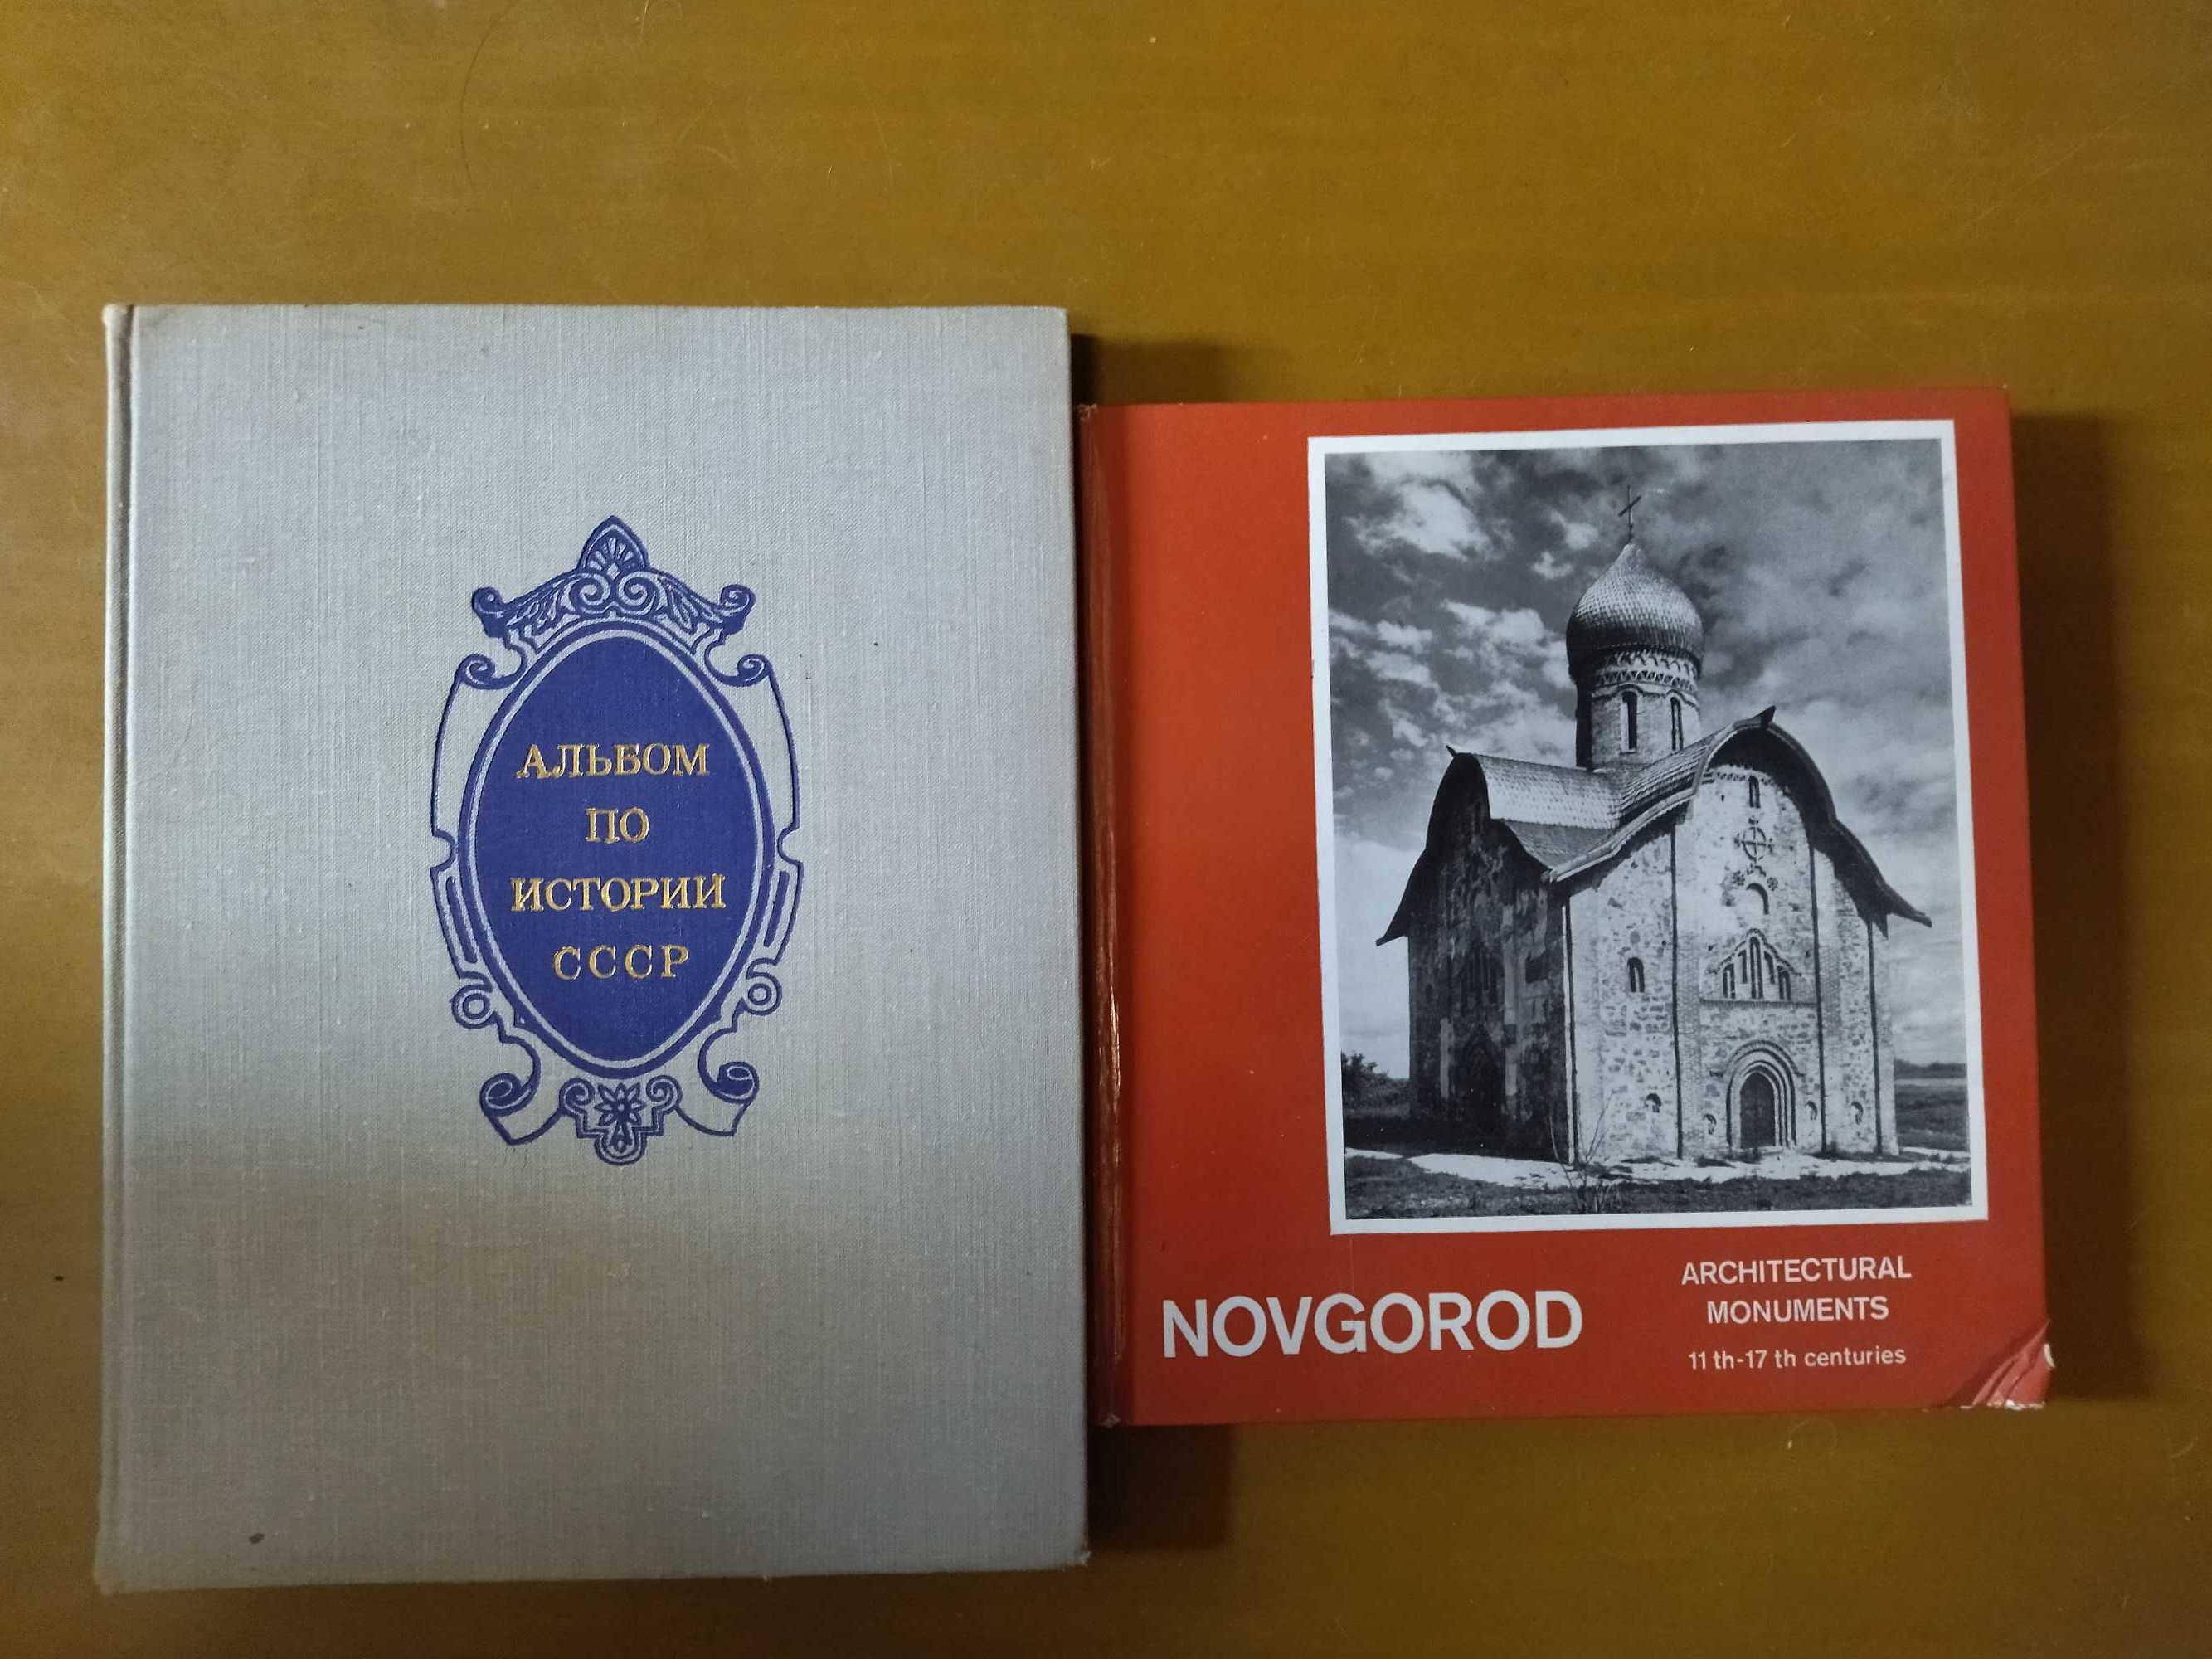 АЛЬБОМ
ПО
ИСТОРИИ
СССР
NOVGOROD
ARCHITECTURAL
MONUMENTS
11 th-17 th centuries